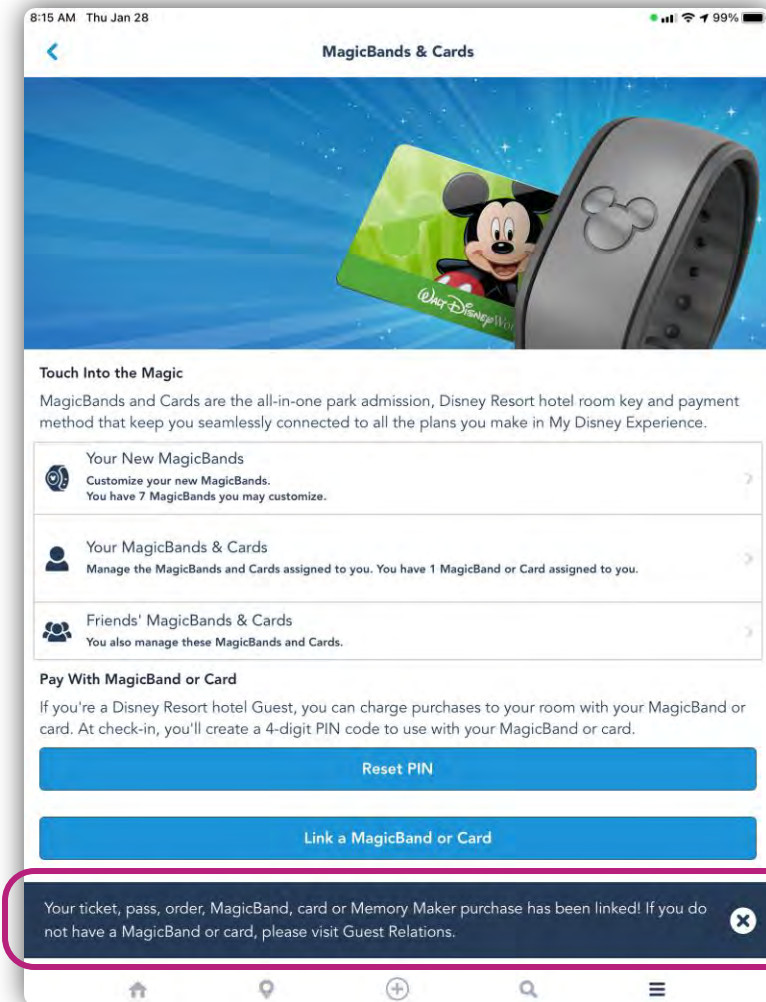 8:15 AM Thu Jan 28
99%
MagicBands & Cards
Walt Disney Wor
Touch Into the Magic
MagicBands and Cards are the all-in-one park admission, Disney Resort hotel room key and payment
method that keep you seamlessly connected to all the plans you make in My Disney Experience.
Your New MagicBands
Customize your new MagicBands.
You have 7 MagicBands you may customize.
Your MagicBands & Cards
Manage the MagicBands and Cards assigned to you. You have 1 MagicBand or Card assigned to you.
Friends' MagicBands & Cards
You also manage these MagicBands and Cards.
Pay With MagicBand or Card
If you're a Disney Resort hotel Guest, you can charge purchases to your room with your MagicBand or
card. At check-in, you'll create a 4-digit PIN code to use with your MagicBand or card.
Reset PIN
Link a MagicBand or Card
Your ticket, pass, order, MagicBand, card or Memory Maker purchase has been linked! If you do
not have a MagicBand or card, please visit Guest Relations.